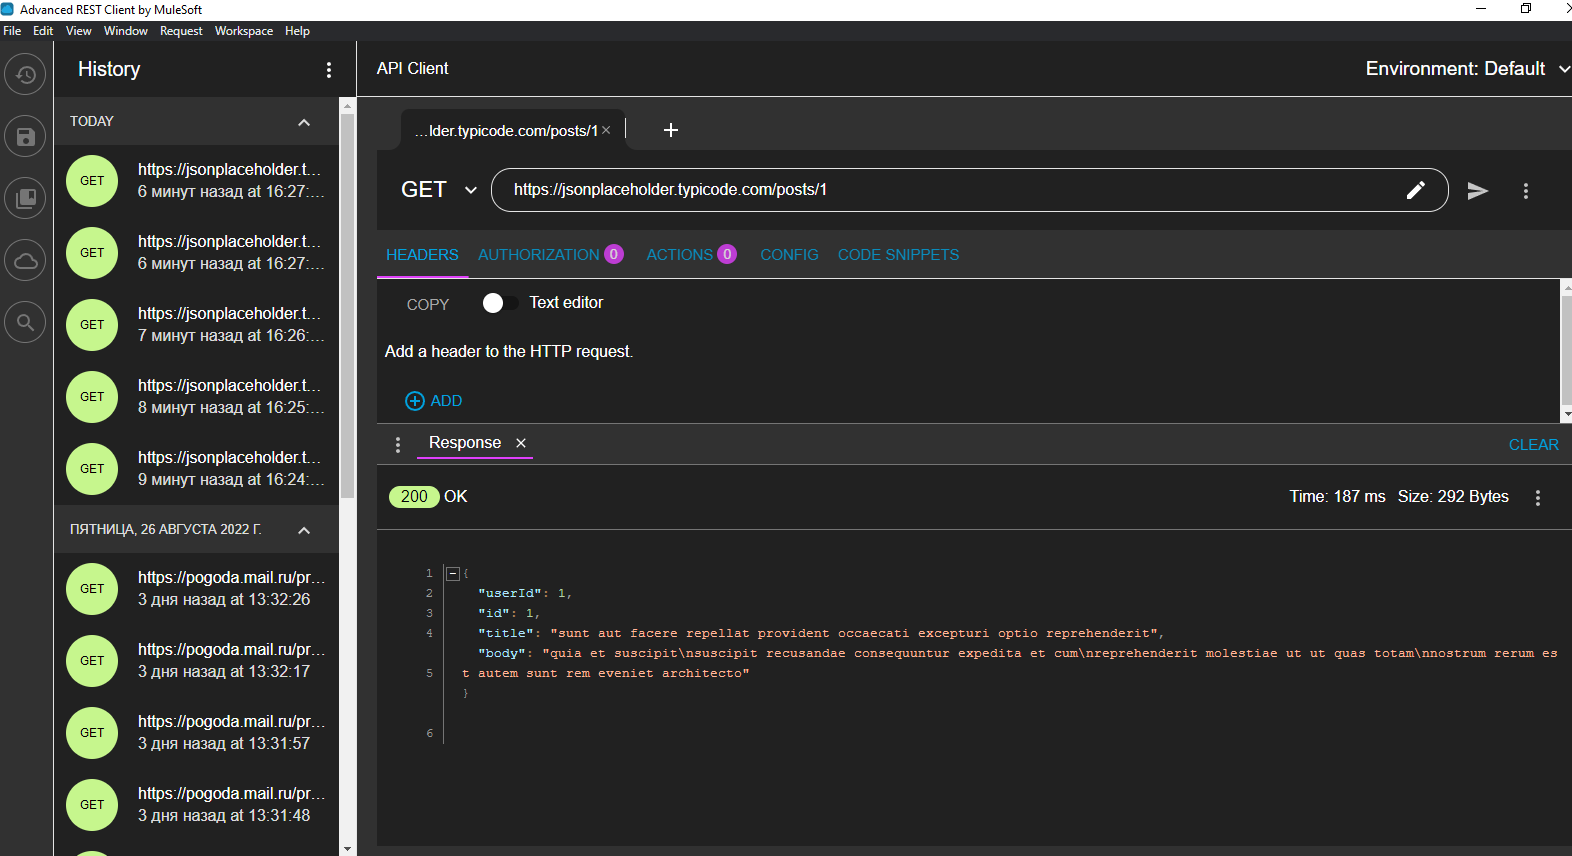 Advanced REST Client by MuleSoft
File Edit View Window Request Workspace Help
History
API Client
Environment: Default
TODAY
GET
https://jsonplaceholder.t...
6 минут назад at 16:27:...
GET
https://jsonplaceholder.t...
6 минут назад at 16:27:...
GET
https://jsonplaceholder.t...
7 минут назад at 16:26:...
GET
https://jsonplaceholder.t...
8 минут назад at 16:25:...
GET
https://jsonplaceholder.t...
9 минут назад at 16:24:...
ПЯТНИЦА, 26 АВГУСТА 2022 Г.
GET
https://pogoda.mail.ru/pr...
3 дня назад at 13:32:26
GET
https://pogoda.mail.ru/pr...
3 дня назад at 13:32:17
GET
https://pogoda.mail.ru/pr...
3 дня назад at 13:31:57
GET
https://pogoda.mail.ru/pr...
3 дня назад at 13:31:48
...lder.typicode.com/posts/1
GET
https://jsonplaceholder.typicode.com/posts/1
HEADERS AUTHORIZATION 0 ACTIONS 0 CONFIG CODE SNIPPETS
COPY Text editor
Add a header to the HTTP request.
ADD
Response
CLEAR
200 OK
Time: 187 ms Size: 292 Bytes
1 {
2 "userId": 1,
3 "id": 1,
4 "title": "sunt aut facere repellat provident occaecati excepturi optio reprehenderit",
"body": "quia et suscipit\nsuscipit recusandae consequuntur expedita et cum\nreprehenderit molestiae ut ut quas totam\nnostrum rerum es
5 t autem sunt rem eveniet architecto"
}
6